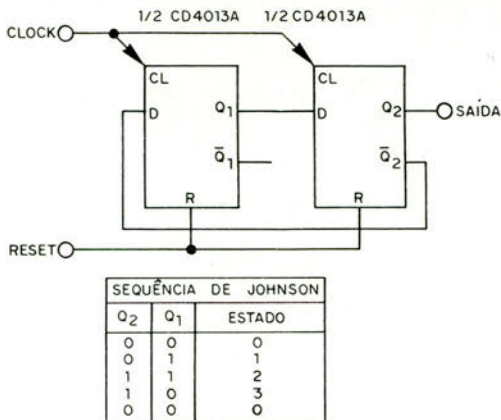 1/2 CD4013A 1/2 CD4013A
CLOCK
CL CL
D Q1 D Q2 SAÍDA
Q̅1 Q̅2
R R
RESET
SEQUÊNCIA DE JOHNSON
Q2 Q1 ESTADO
0 0 0
0 1 1
1 1 2
1 0 3
0 0 0